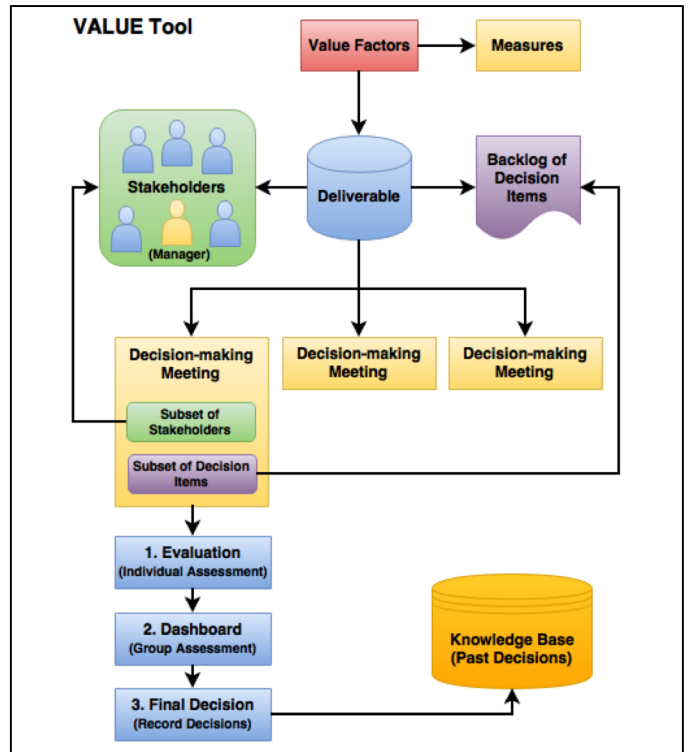 VALUE Tool
Value Factors
Measures
Stakeholders
(Manager)
Deliverable
Backlog of
Decision
Items
Decision-making
Meeting
Subset of
Stakeholders
Subset of Decision
Items
Decision-making
Meeting
Decision-making
Meeting
1. Evaluation
(Individual Assessment)
2. Dashboard
(Group Assessment)
3. Final Decision
(Record Decisions)
Knowledge Base
(Past Decisions)